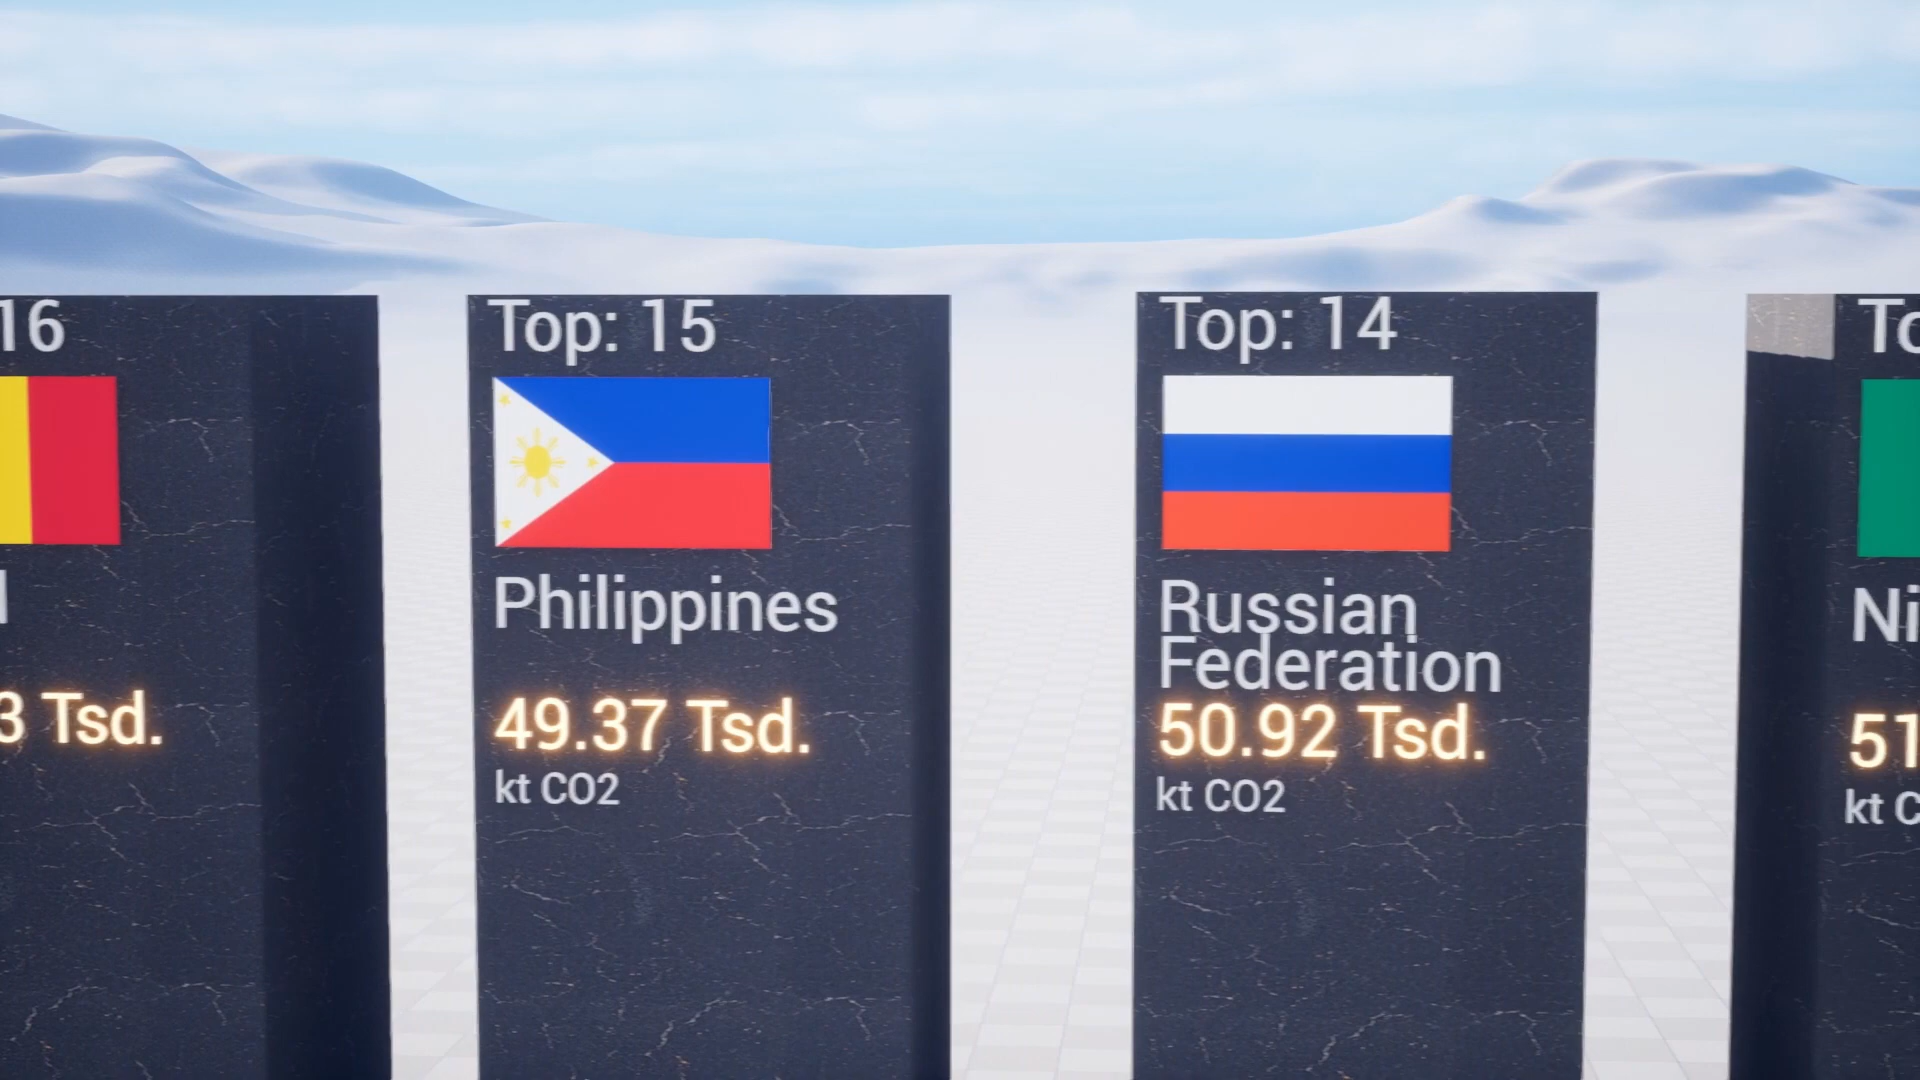 16
3 Tsd.
Top: 15
Philippines
49.37 Tsd.
kt CO2
Top: 14
Russian
Federation
50.92 Tsd.
kt CO2
To
Ni
51
kt C